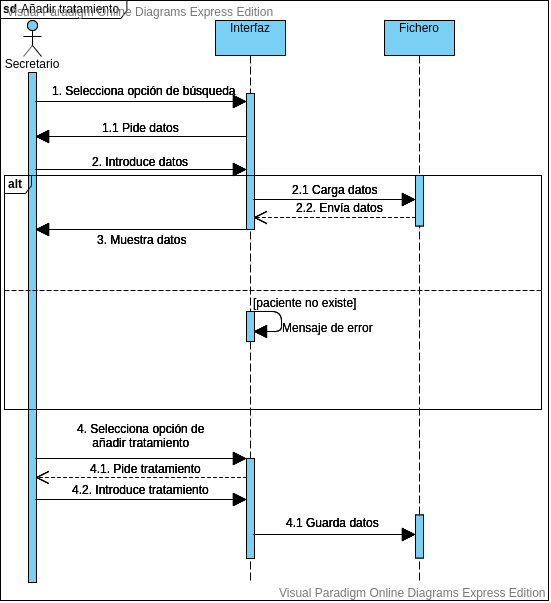 sd Añadir tratamiento
Visual Paradigm Online Diagrams Express Edition
Interfaz
Fichero
Secretario
1. Selecciona opción de búsqueda
1.1 Pide datos
2. Introduce datos
alt
2.1 Carga datos
2.2. Envía datos
3. Muestra datos
[paciente no existe]
Mensaje de error
4. Selecciona opción de
añadir tratamiento
4.1. Pide tratamiento
4.2. Introduce tratamiento
4.1 Guarda datos
Visual Paradigm Online Diagrams Express Edition